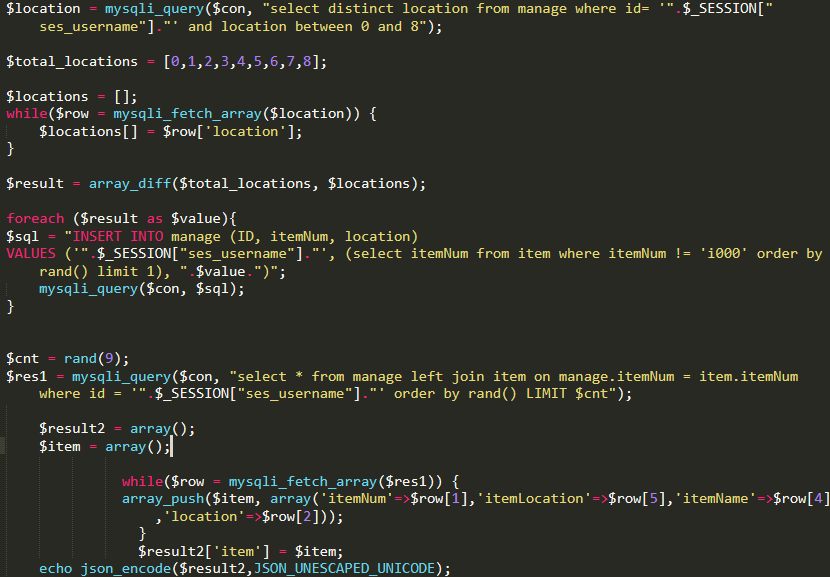 $location = mysqli_query($con, "select distinct location from manage where id= '".$_SESSION["
ses_username"]."' and location between 0 and 8");
$total_locations = [0,1,2,3,4,5,6,7,8];
$locations = [];
while($row = mysqli_fetch_array($location)) {
$locations[] = $row['location'];
}
$result = array_diff($total_locations, $locations);
foreach ($result as $value){
$sql = "INSERT INTO manage (ID, itemNum, location)
VALUES ('".$_SESSION["ses_username"]."', (select itemNum from item where itemNum != 'i000' order by
rand() limit 1), ".$value.")";
mysqli_query($con, $sql);
}
$cnt = rand(9);
$res1 = mysqli_query($con, "select * from manage left join item on manage.itemNum = item.itemNum
where id = '".$_SESSION["ses_username"]."' order by rand() LIMIT $cnt");
$result2 = array();
$item = array();
while($row = mysqli_fetch_array($res1)) {
array_push($item, array('itemNum'=>$row[1],'itemLocation'=>$row[5],'itemName'=>$row[4]
,'location'=>$row[2]));
}
$result2['item'] = $item;
echo json_encode($result2,JSON_UNESCAPED_UNICODE);